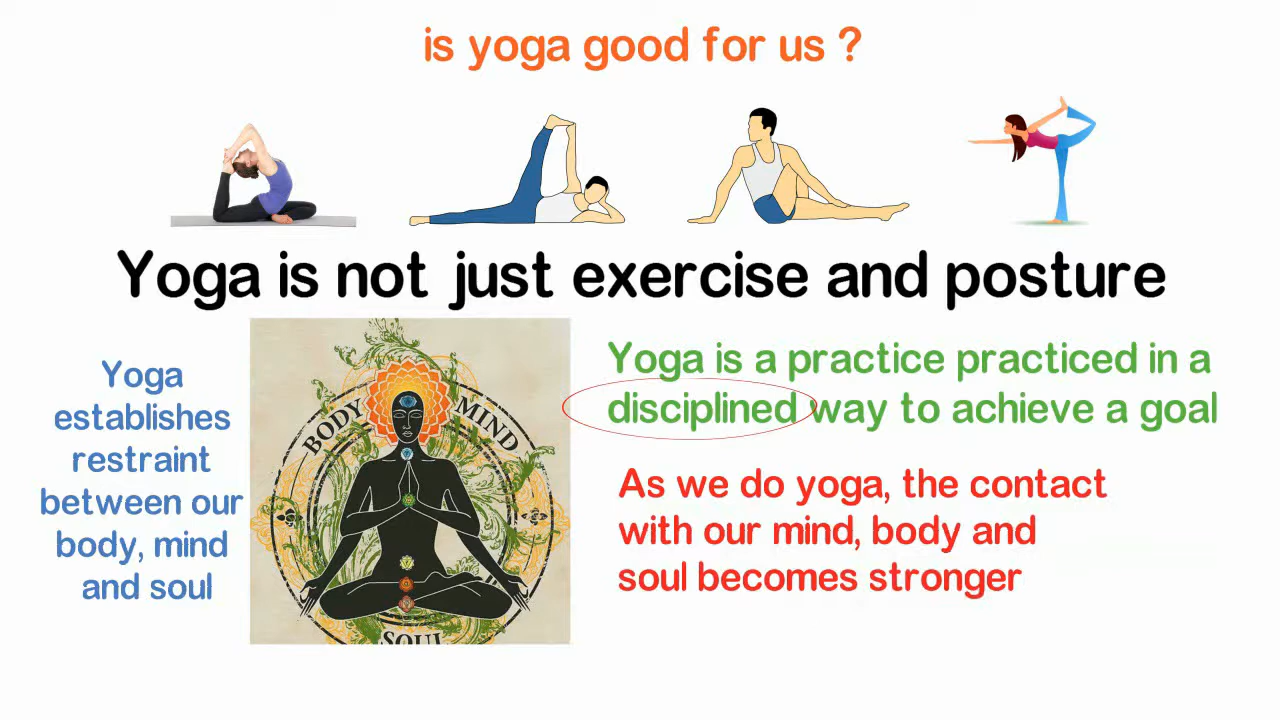 is yoga good for us ?
Yoga is not just exercise and posture
Yoga
establishes
restraint
between our
body, mind
and soul
BODY
MIND
SOUL
Yoga is a practice practiced in a
disciplined way to achieve a goal
As we do yoga, the contact
with our mind, body and
soul becomes stronger